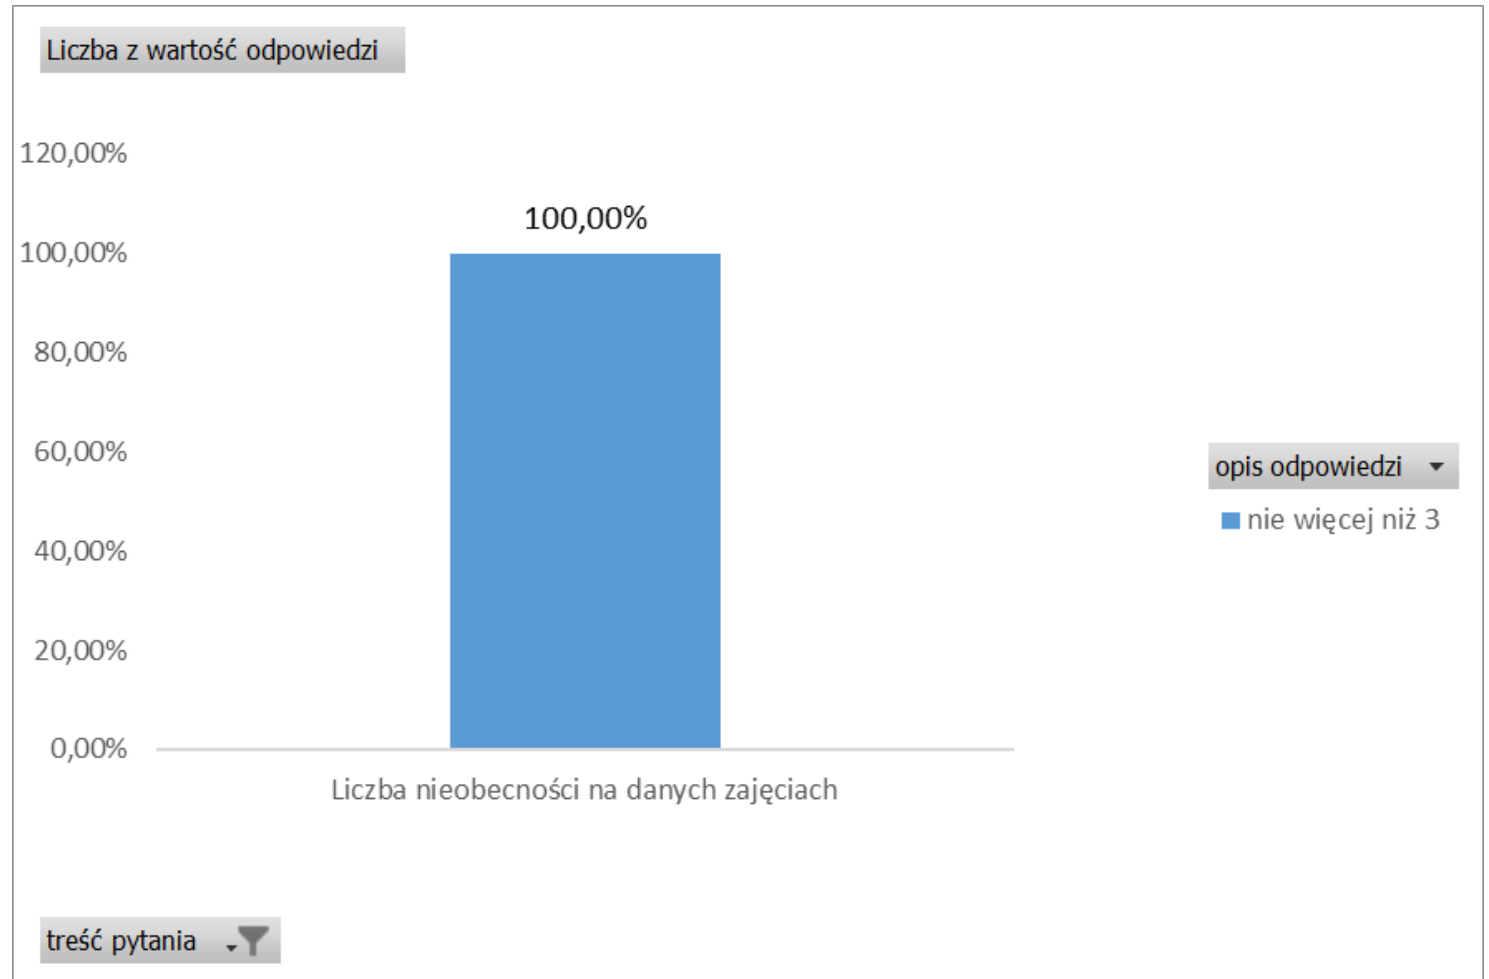 Liczba z wartość odpowiedzi
120,00%
100,00%
100,00%
80,00%
60,00%
40,00%
20,00%
0,00%
Liczba nieobecności na danych zajęciach
opis odpowiedzi
nie więcej niż 3
treść pytania